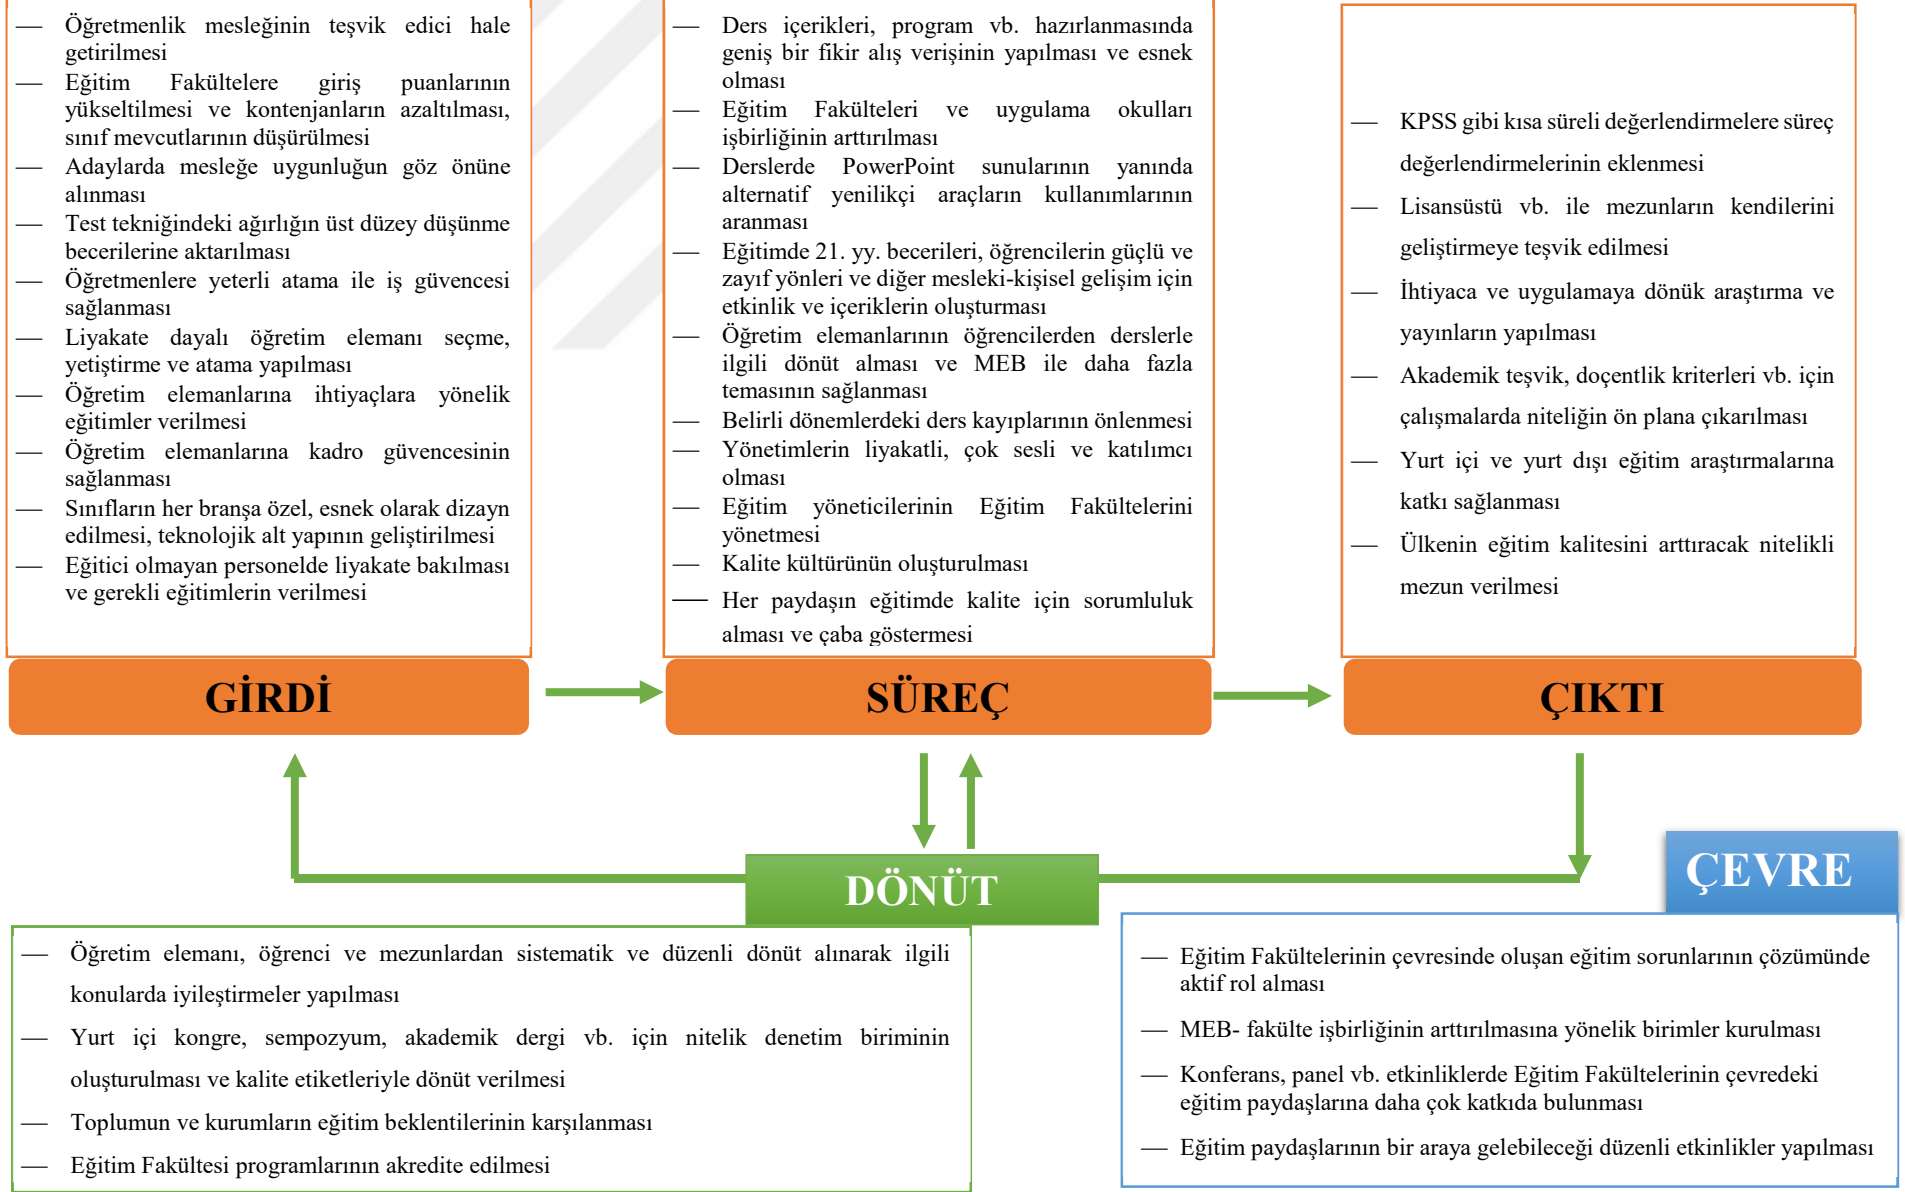 — Öğretmenlik mesleğinin teşvik edici hale
getirilmesi
— Eğitim Fakültelere giriş puanlarının
yükseltilmesi ve kontenjanların azaltılması,
sınıf mevcutlarının düşürülmesi
— Adaylarda mesleğe uygunluğun göz önüne
alınması
— Test tekniğindeki ağırlığın üst düzey düşünme
becerilerine aktarılması
— Öğretmenlere yeterli atama ile iş güvencesi
sağlanması
— Liyakate dayalı öğretim elemanı seçme,
yetiştirme ve atama yapılması
— Öğretim elemanlarına ihtiyaçlara yönelik
eğitimler verilmesi
— Öğretim elemanlarına kadro güvencesinin
sağlanması
— Sınıfların her branşa özel, esnek olarak dizayn
edilmesi, teknolojik alt yapının geliştirilmesi
— Eğitici olmayan personelde liyakate bakılması
ve gerekli eğitimlerin verilmesi
GİRDİ
— Ders içerikleri, program vb. hazırlanmasında
geniş bir fikir alış verişinin yapılması ve esnek
olması
— Eğitim Fakülteleri ve uygulama okulları
işbirliğinin arttırılması
— Derslerde PowerPoint sunularının yanında
alternatif yenilikçi araçların kullanımlarının
aranması
— Eğitimde 21. yy. becerileri, öğrencilerin güçlü ve
zayıf yönleri ve diğer mesleki-kişisel gelişim için
etkinlik ve içeriklerin oluşturması
— Öğretim elemanlarının öğrencilerden derslerle
ilgili dönüt alması ve MEB ile daha fazla
temasının sağlanması
— Belirli dönemlerdeki ders kayıplarının önlenmesi
— Yönetimlerin liyakatli, çok sesli ve katılımcı
olması
— Eğitim yöneticilerinin Eğitim Fakültelerini
yönetmesi
— Kalite kültürünün oluşturulması
— Her paydaşın eğitimde kalite için sorumluluk
alması ve çaba göstermesi
SÜREÇ
— KPSS gibi kısa süreli değerlendirmelere süreç
değerlendirmelerinin eklenmesi
— Lisansüstü vb. ile mezunların kendilerini
geliştirmeye teşvik edilmesi
— İhtiyaca ve uygulamaya dönük araştırma ve
yayınların yapılması
— Akademik teşvik, doçentlik kriterleri vb. için
çalışmalarda niteliğin ön plana çıkarılması
— Yurt içi ve yurt dışı eğitim araştırmalarına
katkı sağlanması
— Ülkenin eğitim kalitesini arttıracak nitelikli
mezun verilmesi
ÇIKTI
DÖNÜT
— Öğretim elemanı, öğrenci ve mezunlardan sistematik ve düzenli dönüt alınarak ilgili
konularda iyileştirmeler yapılması
— Yurt içi kongre, sempozyum, akademik dergi vb. için nitelik denetim biriminin
oluşturulması ve kalite etiketleriyle dönüt verilmesi
— Toplumun ve kurumların eğitim beklentilerinin karşılanması
— Eğitim Fakültesi programlarının akredite edilmesi
ÇEVRE
— Eğitim Fakültelerinin çevresinde oluşan eğitim sorunlarının çözümünde
aktif rol alması
— MEB- fakülte işbirliğinin arttırılmasına yönelik birimler kurulması
— Konferans, panel vb. etkinliklerde Eğitim Fakültelerinin çevredeki
eğitim paydaşlarına daha çok katkıda bulunması
— Eğitim paydaşlarının bir araya gelebileceği düzenli etkinlikler yapılması